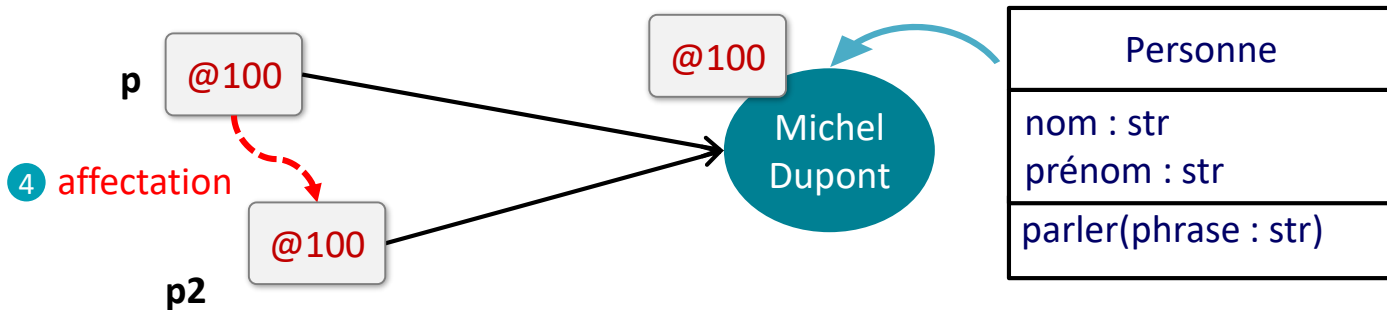 p
@100
4 affectation
@100
p2
@100
Michel
Dupont
Personne
nom : str
prénom : str
parler(phrase : str)